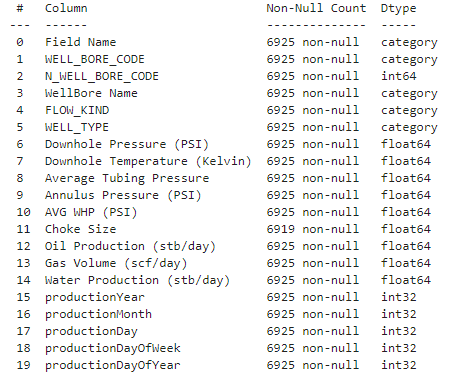 #   Column                        Non-Null Count  Dtype
---  ------                        --------------  -----
 0   Field Name                    6925 non-null   category
 1   WELL_BORE_CODE                6925 non-null   category
 2   N_WELL_BORE_CODE              6925 non-null   int64
 3   WellBore Name                 6925 non-null   category
 4   FLOW_KIND                     6925 non-null   category
 5   WELL_TYPE                     6925 non-null   category
 6   Downhole Pressure (PSI)       6925 non-null   float64
 7   Downhole Temperature (Kelvin) 6925 non-null   float64
 8   Average Tubing Pressure       6925 non-null   float64
 9   Annulus Pressure (PSI)        6925 non-null   float64
 10  AVG WHP (PSI)                 6925 non-null   float64
 11  Choke Size                    6919 non-null   float64
 12  Oil Production (stb/day)      6925 non-null   float64
 13  Gas Volume (scf/day)          6925 non-null   float64
 14  Water Production (stb/day)    6925 non-null   float64
 15  productionYear                6925 non-null   int32
 16  productionMonth               6925 non-null   int32
 17  productionDay                 6925 non-null   int32
 18  productionDayOfWeek           6925 non-null   int32
 19  productionDayOfYear           6925 non-null   int32